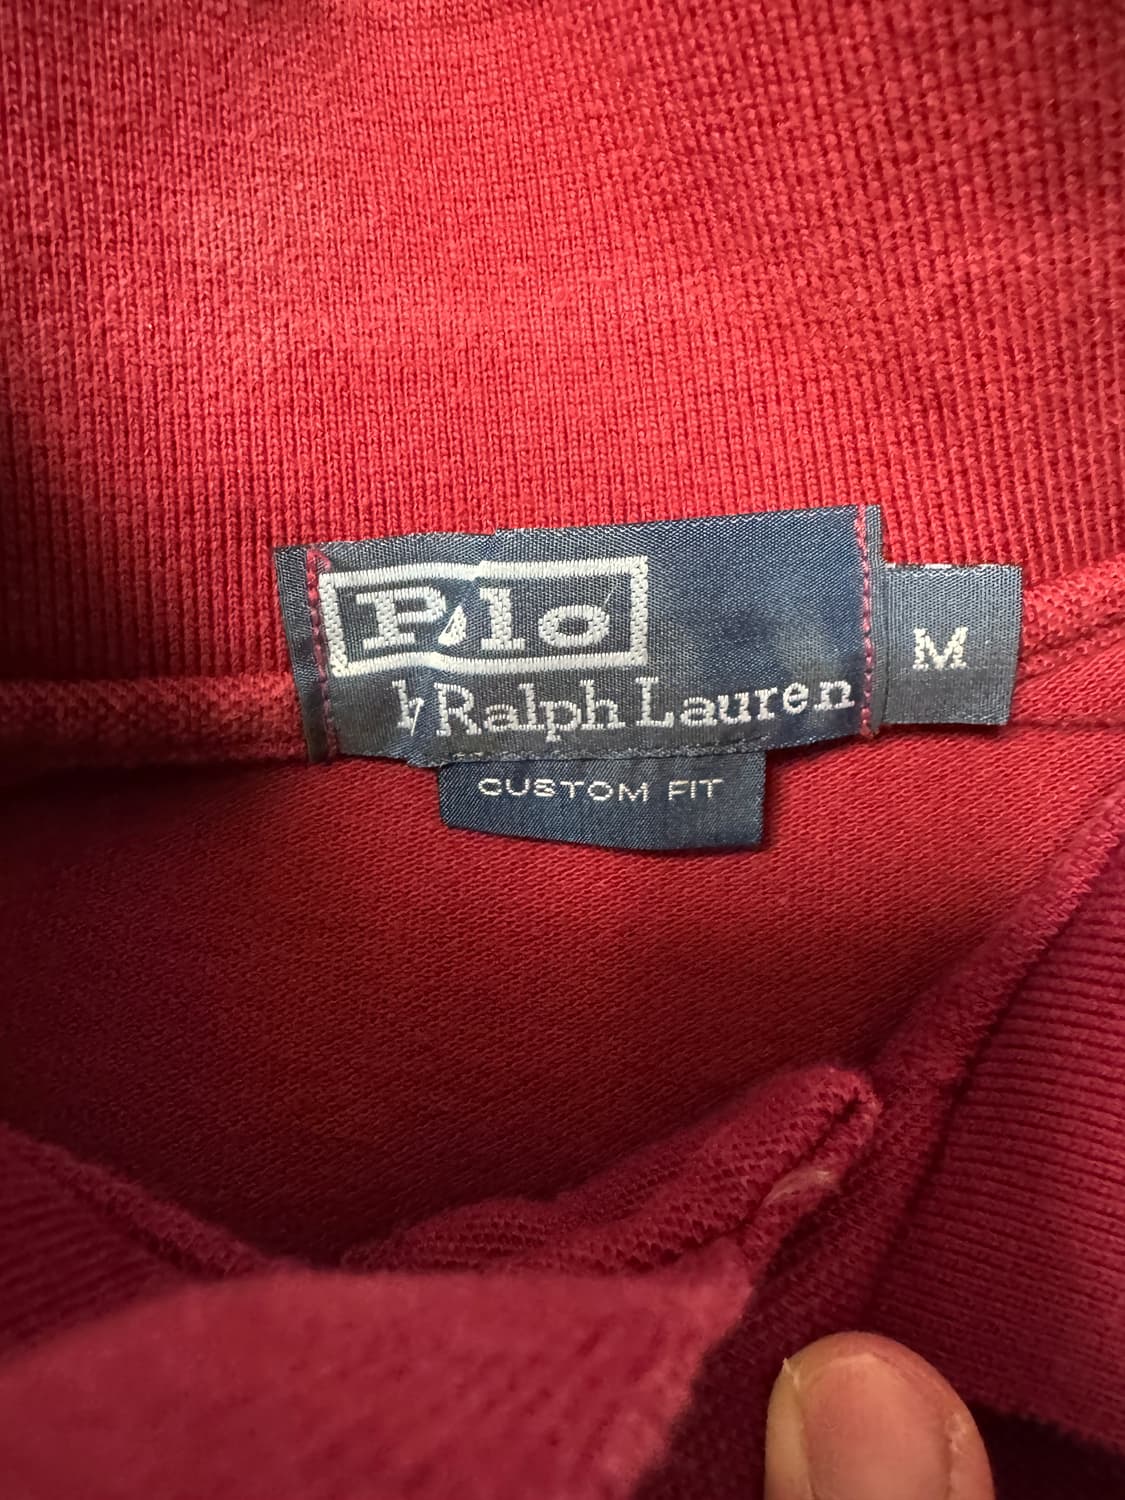 Polo
by Ralph Lauren
M
CUSTOM FIT